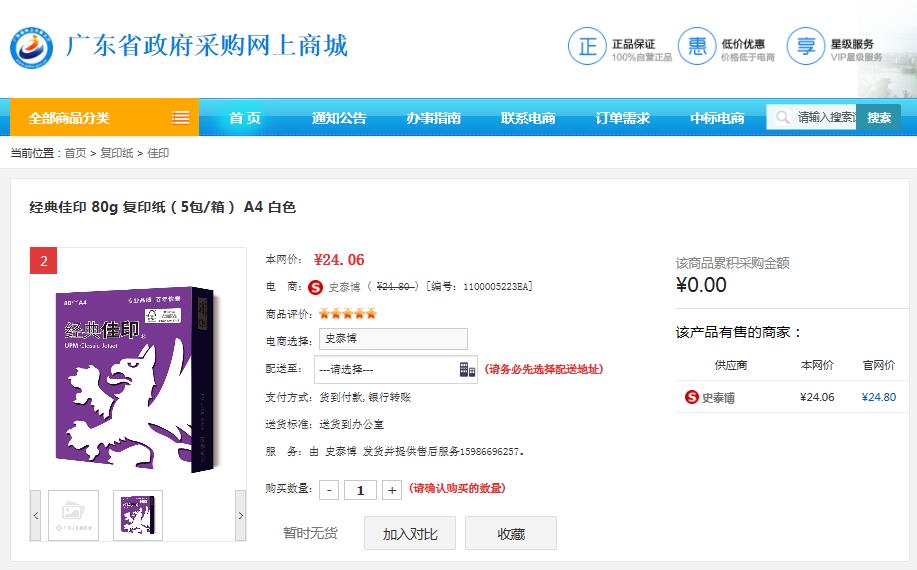 广东省政府采购网上商城
正 正品保证 100%自营正品
惠 低价优惠 价格低于电商
享 星级服务 VIP星级服务
全部商品分类 首 页 通知公告 办事指南 联系电商 订单需求 中标电商 请输入搜索 搜索
当前位置：首页 > 复印纸 > 佳印
经典佳印 80g 复印纸（5包/箱） A4 白色
2
80 A4
经典佳印
UPM Classic Jetset
本网价： ¥24.06
电 商： S 史泰博 ( ¥24.80 ) [编号: 1100005223EA]
商品评价:
电商选择: 史泰博
配送至: ---请选择--- (请务必先选择配送地址)
支付方式: 货到付款,银行转账
送货标准: 送货到办公室
服 务: 由 史泰博 发货并提供售后服务15986696257.
购买数量: - 1 + (请确认购买的数量)
暂时无货 加入对比 收藏
该商品累积采购金额
¥0.00
该产品有售的商家：
供应商 本网价 官网价
S 史泰博 ¥24.06 ¥24.80